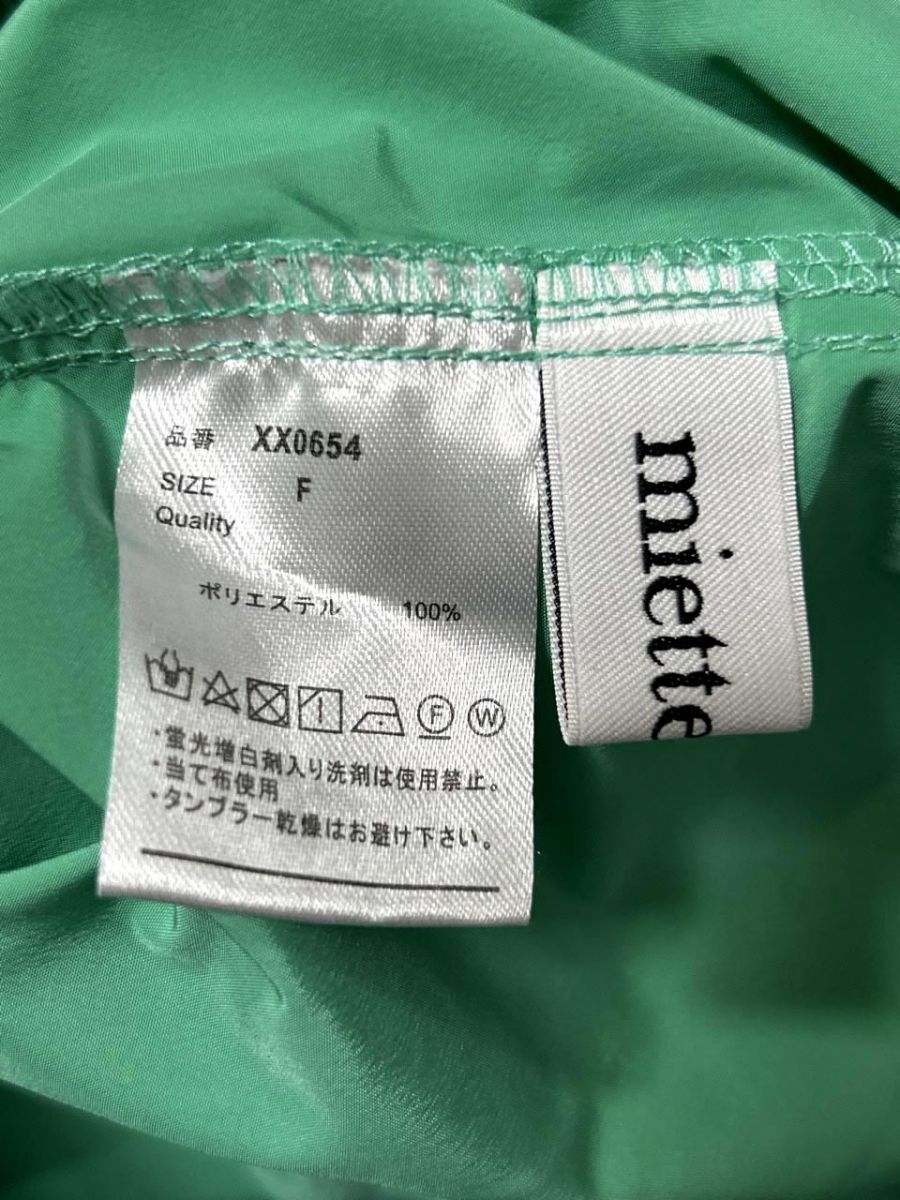 品番 XX0654
SIZE F
Quality
ポリエステル 100%
F W
・蛍光増白剤入り洗剤は使用禁止。
・当て布使用
・タンブラー乾燥はお避け下さい。
miette